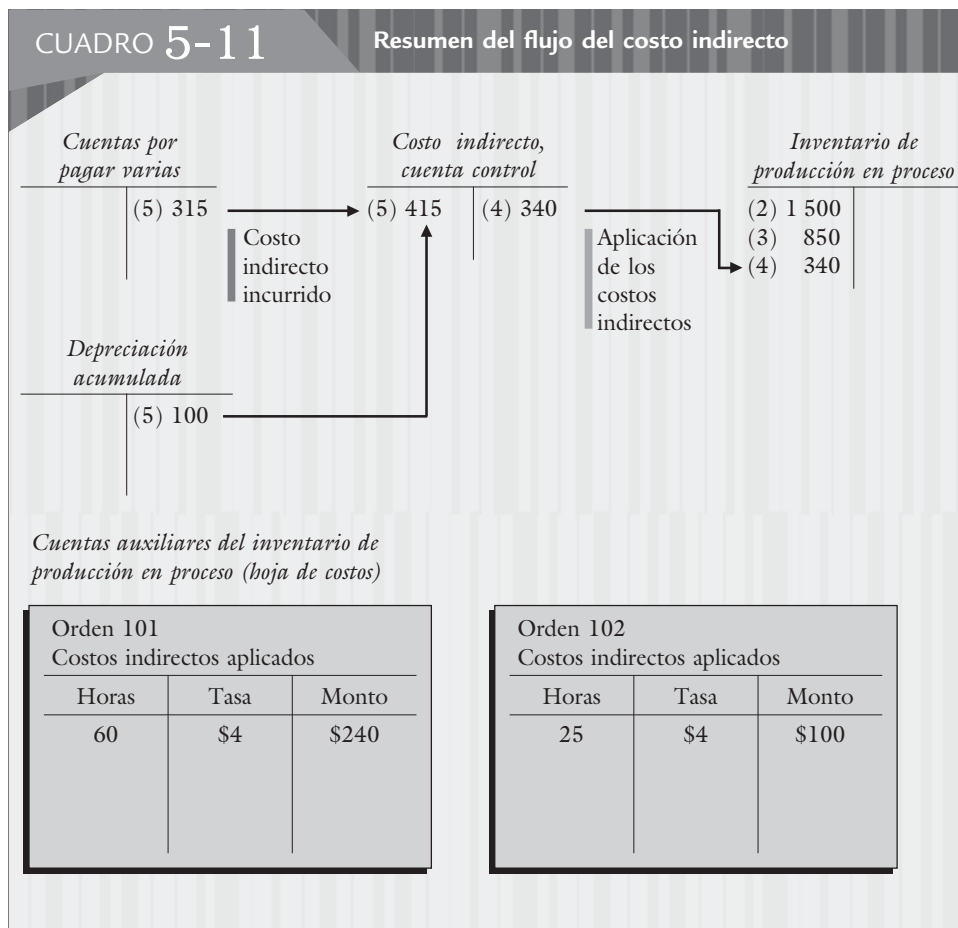 CUADRO 5-11
Resumen del flujo del costo indirecto
Cuentas por
pagar varias
(5) 315
Costo indirecto,
cuenta control
(5) 415 (4) 340
Inventario de
producción en proceso
(2) 1 500
(3) 850
(4) 340
Costo
indirecto
incurrido
Aplicación
de los
costos
indirectos
Depreciación
acumulada
(5) 100
Cuentas auxiliares del inventario de
producción en proceso (hoja de costos)
Orden 101
Costos indirectos aplicados
Horas Tasa Monto
60 $4 $240
Orden 102
Costos indirectos aplicados
Horas Tasa Monto
25 $4 $100